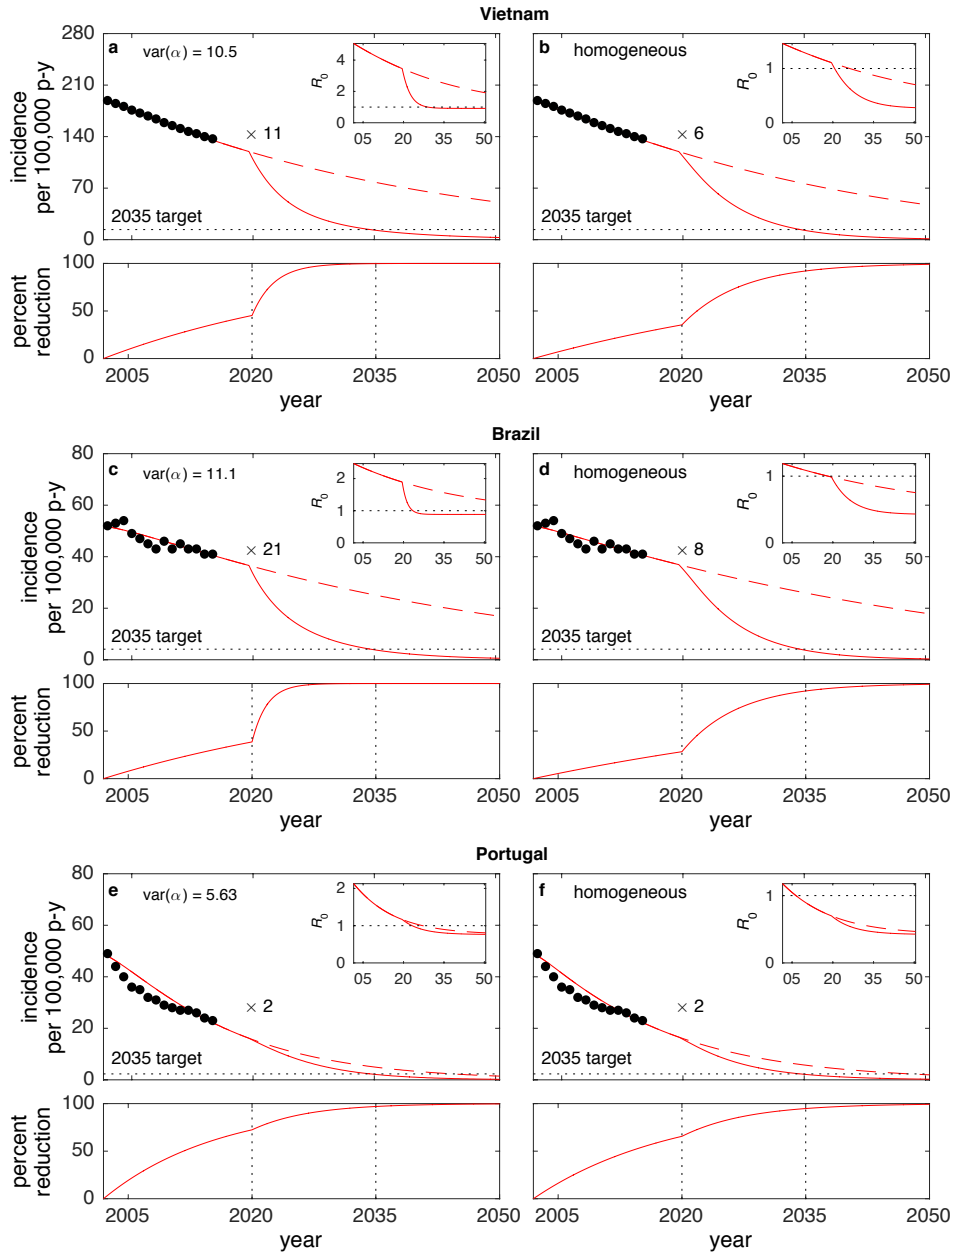 Vietnam
280
210
140
70
0
incidence
per 100,000 p-y
a
var(α) = 10.5
× 11
2035 target
R0
4
2
0
05 20 35 50
b
homogeneous
× 6
2035 target
R0
1
0
05 20 35 50
100
50
0
percent
reduction
2005 2020 2035 2050
year
2005 2020 2035 2050
year
Brazil
80
60
40
20
0
incidence
per 100,000 p-y
c
var(α) = 11.1
× 21
2035 target
R0
2
1
0
05 20 35 50
d
homogeneous
× 8
2035 target
R0
1
0
05 20 35 50
100
50
0
percent
reduction
2005 2020 2035 2050
year
2005 2020 2035 2050
year
Portugal
80
60
40
20
0
incidence
per 100,000 p-y
e
var(α) = 5.63
× 2
2035 target
R0
2
1
0
05 20 35 50
f
homogeneous
× 2
2035 target
R0
1
0
05 20 35 50
100
50
0
percent
reduction
2005 2020 2035 2050
year
2005 2020 2035 2050
year